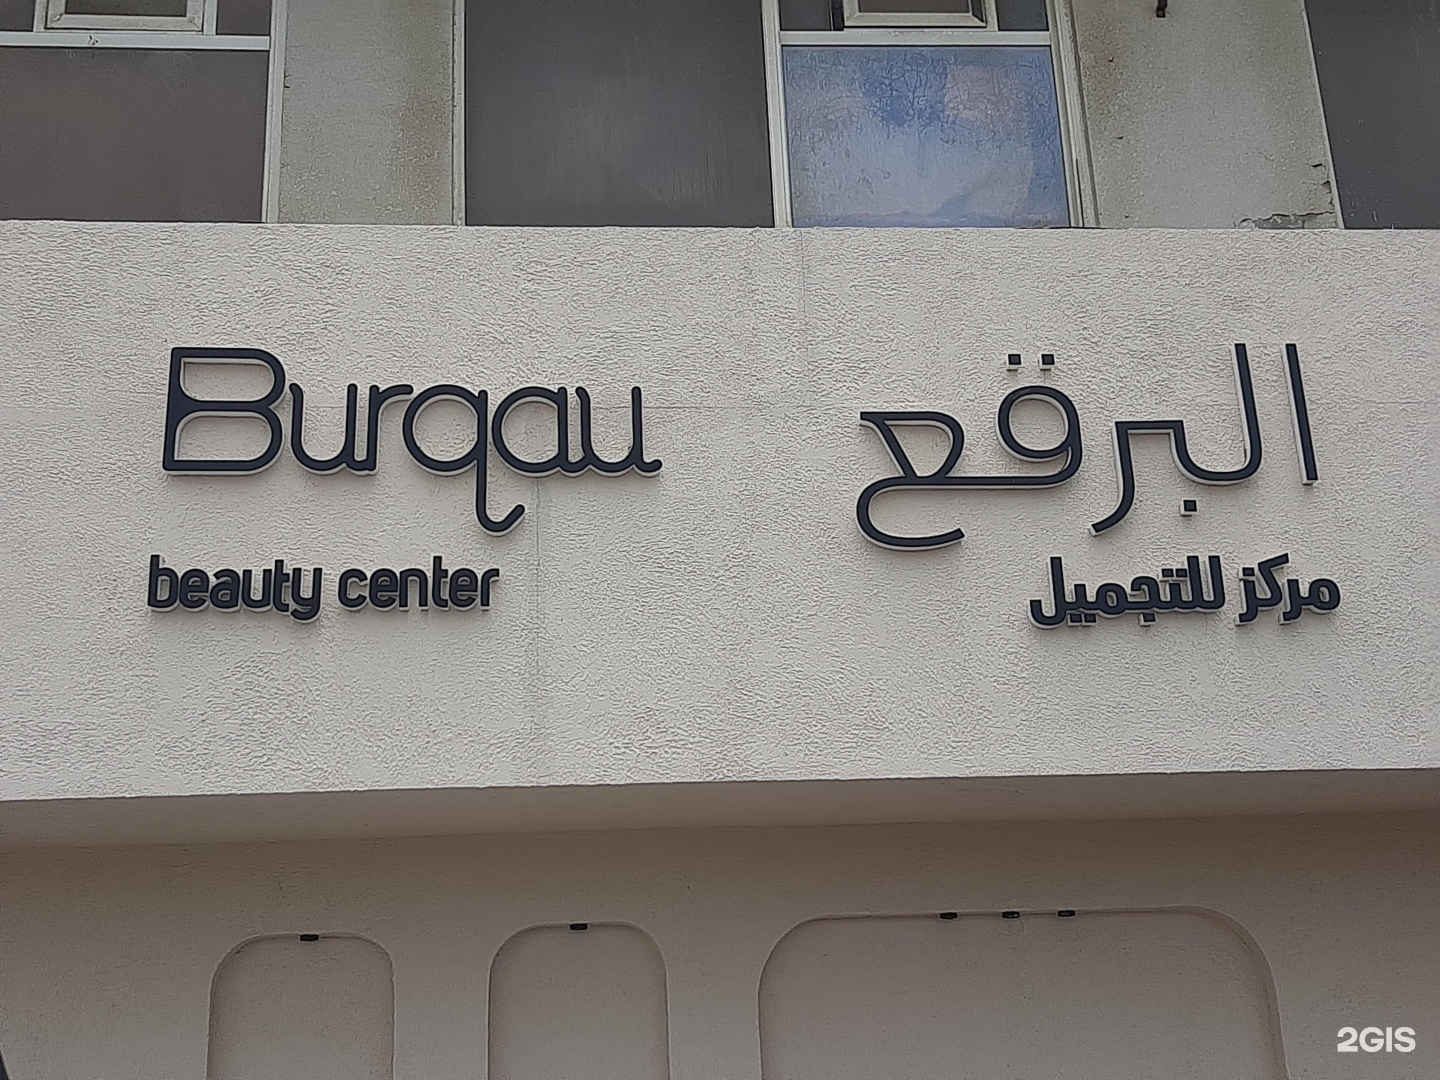 Burqau
البرقع
beauty center
مركز للتجميل
2GIS